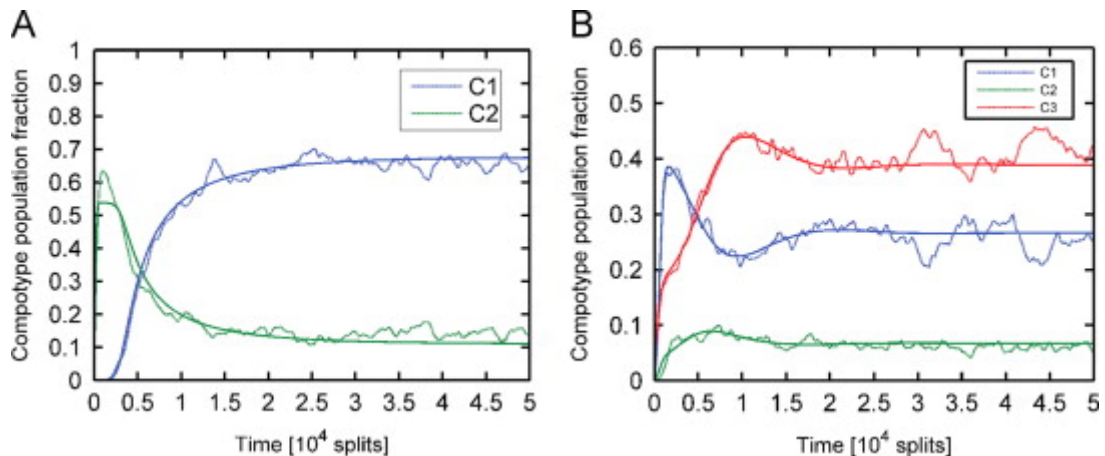 A
Compotype population fraction
1
0.9
0.8
0.7
0.6
0.5
0.4
0.3
0.2
0.1
0
C1
C2
0 0.5 1 1.5 2 2.5 3 3.5 4 4.5 5
Time [10⁴ splits]
B
Compotype population fraction
0.6
0.5
0.4
0.3
0.2
0.1
0
C1
C2
C3
0 0.5 1 1.5 2 2.5 3 3.5 4 4.5 5
Time [10⁴ splits]